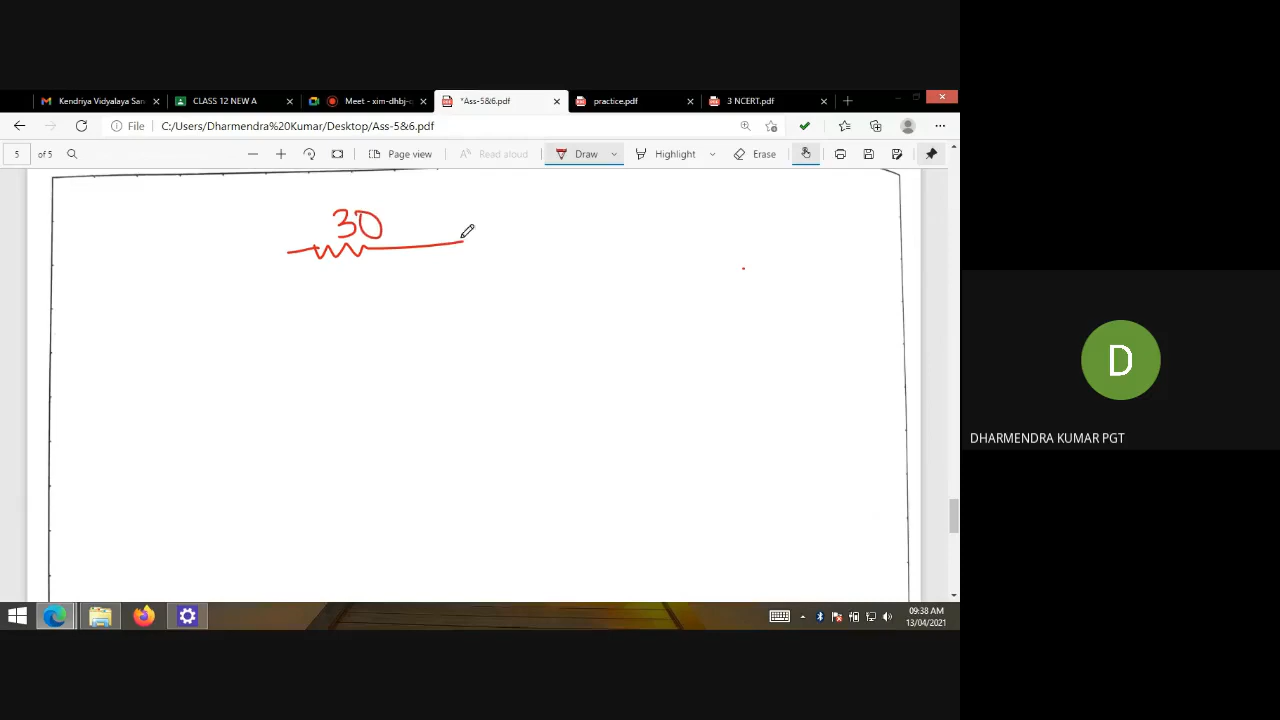 Kendriya Vidyalaya San
CLASS 12 NEW A
Meet - xim-dhbj-c
*Ass-5&6.pdf
practice.pdf
3 NCERT.pdf
File
C:/Users/Dharmendra%20Kumar/Desktop/Ass-5&6.pdf
5 of 5
Page view
Read aloud
Draw
Highlight
Erase
30
D
DHARMENDRA KUMAR PGT
09:38 AM
13/04/2021